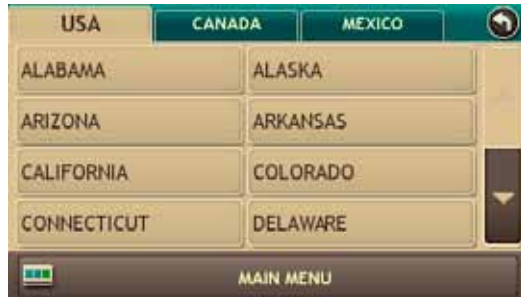 USA CANADA MEXICO
ALABAMA ALASKA
ARIZONA ARKANSAS
CALIFORNIA COLORADO
CONNECTICUT DELAWARE
MAIN MENU